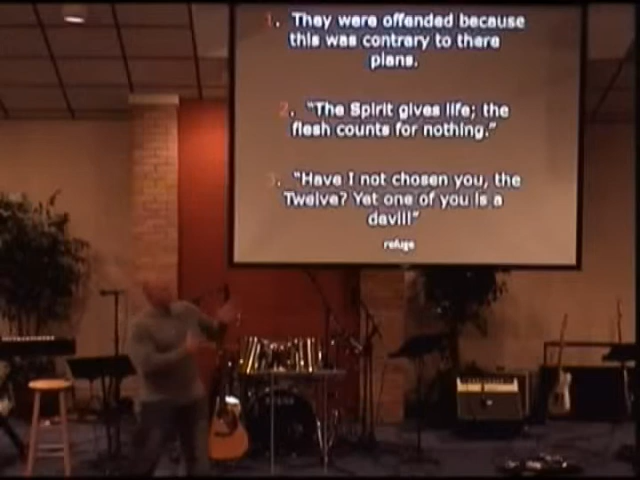 1. They were offended because
this was contrary to there
plans.
2. "The Spirit gives life; the
flesh counts for nothing."
3. "Have I not chosen you, the
Twelve? Yet one of you is a
devil!"
refuge